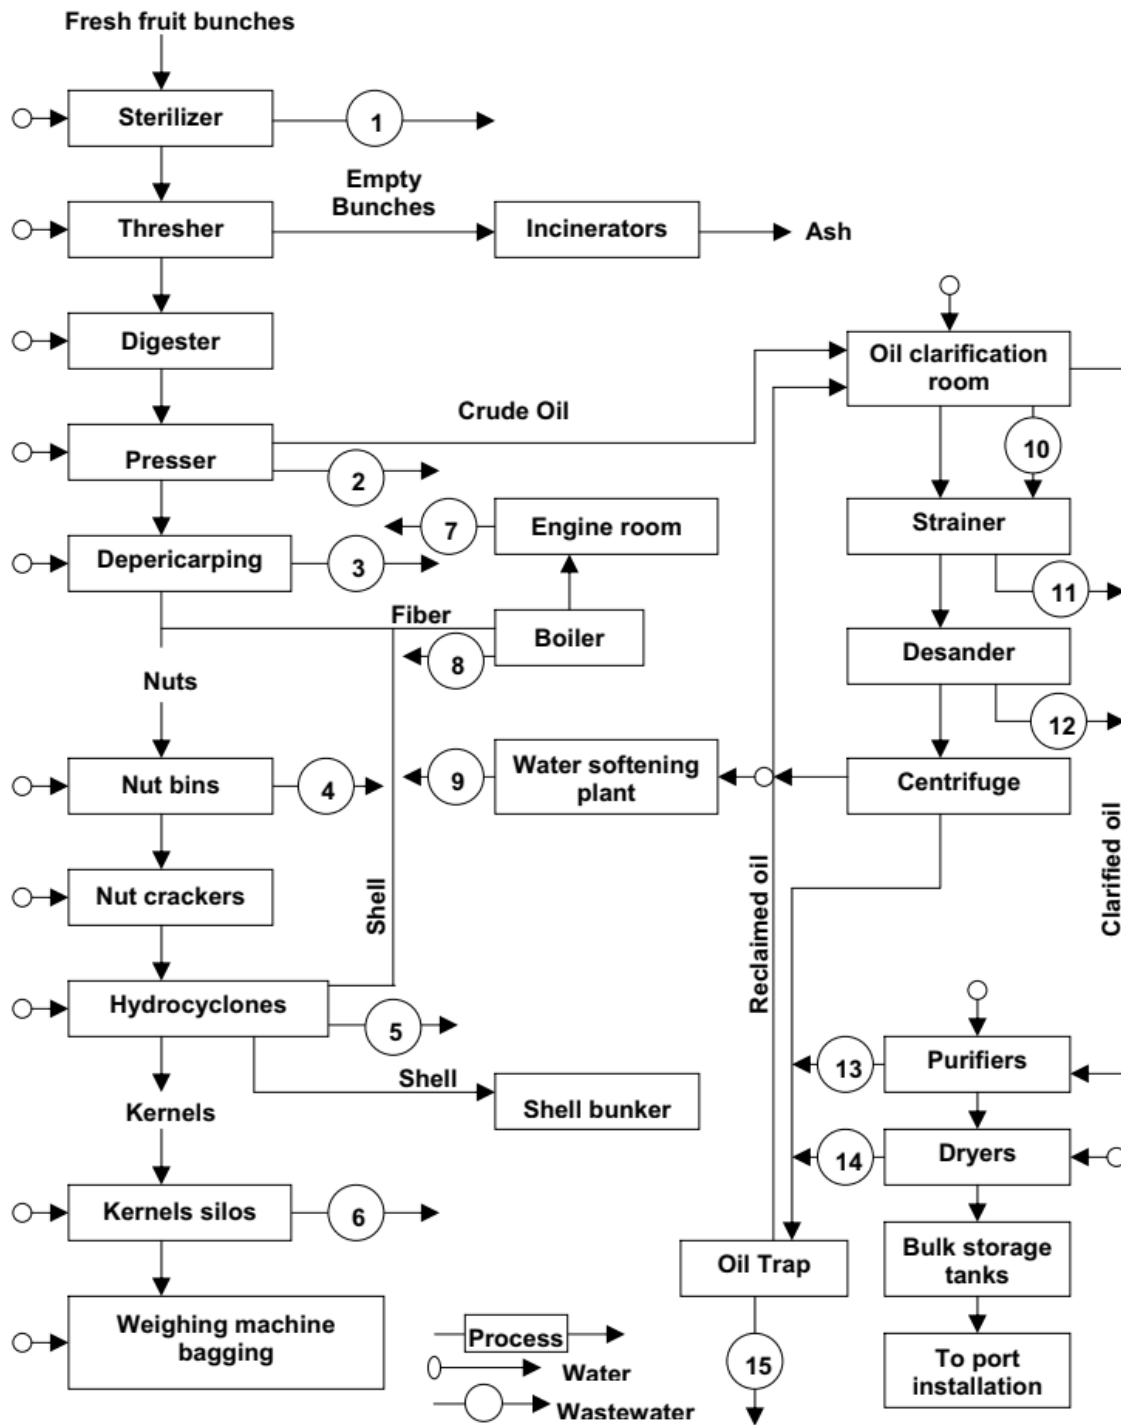 Fresh fruit bunches
Sterilizer
1
Empty
Bunches
Thresher
Incinerators
Ash
Digester
Oil clarification
room
Crude Oil
Presser
2
10
7
Engine room
Strainer
Depericarping
3
11
Fiber
Boiler
8
Desander
Nuts
12
Nut bins
4
9
Water softening
plant
Centrifuge
Clarified oil
Nut crackers
Shell
Reclaimed oil
Hydrocyclones
5
Purifiers
13
Shell
Shell bunker
Kernels
Dryers
14
Kernels silos
6
Bulk storage
tanks
Oil Trap
Weighing machine
bagging
Process
Water
Wastewater
15
To port
installation